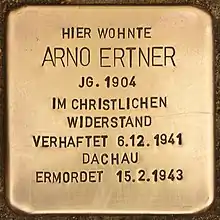 HIER WOHNTE
ARNO ERTNER
JG. 1904
IM CHRISTLICHEN
WIDERSTAND
VERHAFTET 6.12.1941
DACHAU
ERMORDET 15.2.1943